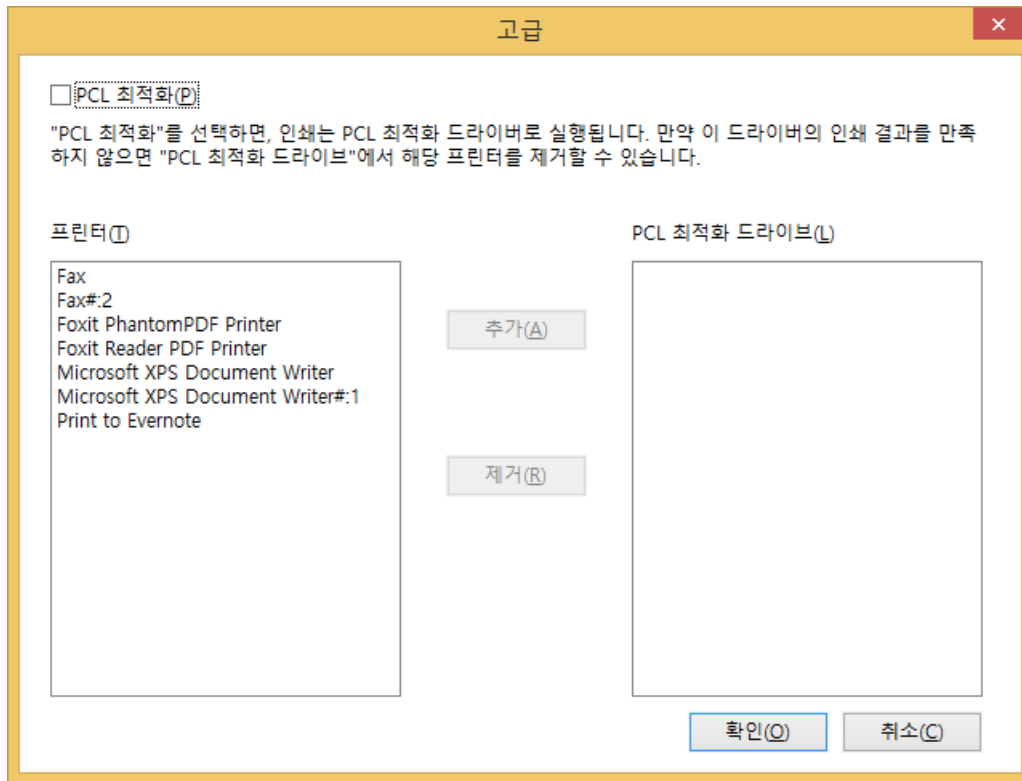 고급
PCL 최적화(P)
"PCL 최적화"를 선택하면, 인쇄는 PCL 최적화 드라이버로 실행됩니다. 만약 이 드라이버의 인쇄 결과를 만족
하지 않으면 "PCL 최적화 드라이브"에서 해당 프린터를 제거할 수 있습니다.
프린터(T)
PCL 최적화 드라이브(L)
Fax
Fax#:2
Foxit PhantomPDF Printer
Foxit Reader PDF Printer
Microsoft XPS Document Writer
Microsoft XPS Document Writer#:1
Print to Evernote
추가(A)
제거(R)
확인(O)
취소(C)